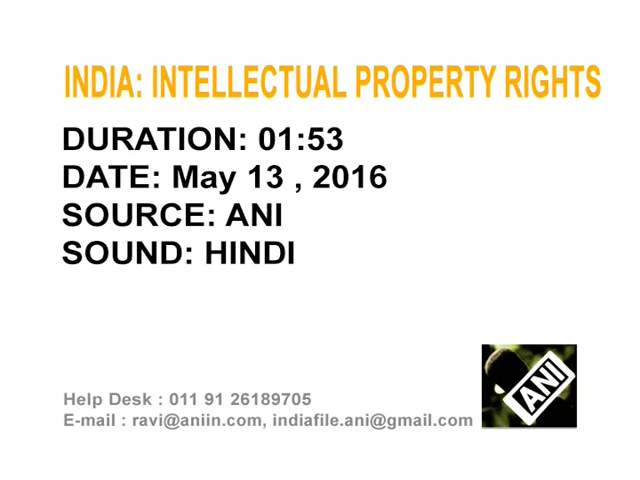 INDIA: INTELLECTUAL PROPERTY RIGHTS
DURATION: 01:53
DATE: May 13 , 2016
SOURCE: ANI
SOUND: HINDI
ANI
Help Desk : 011 91 26189705
E-mail : ravi@aniin.com, indiafile.ani@gmail.com